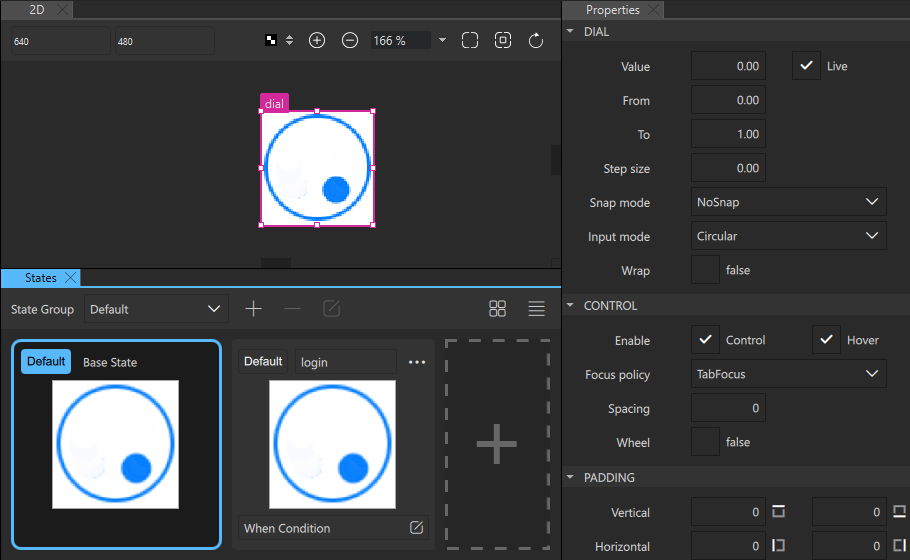 2D
640 480 166 %
dial
States
State Group Default
Default Base State
Default login
When Condition
Properties
DIAL
Value 0.00 Live
From 0.00
To 1.00
Step size 0.00
Snap mode NoSnap
Input mode Circular
Wrap false
CONTROL
Enable Control Hover
Focus policy TabFocus
Spacing 0
Wheel false
PADDING
Vertical 0 0
Horizontal 0 0